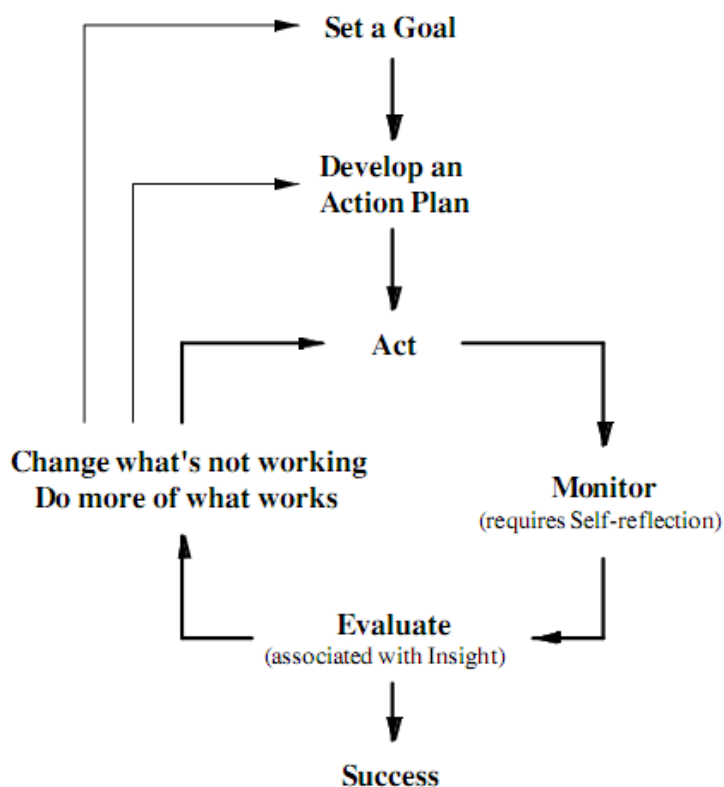 Set a Goal
Develop an
Action Plan
Act
Change what's not working
Do more of what works
Monitor
(requires Self-reflection)
Evaluate
(associated with Insight)
Success